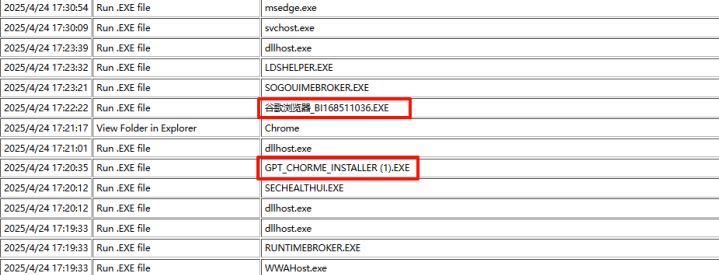 2025/4/24 17:30:54 Run .EXE file msedge.exe
2025/4/24 17:30:09 Run .EXE file svchost.exe
2025/4/24 17:23:39 Run .EXE file dllhost.exe
2025/4/24 17:23:32 Run .EXE file LDSHELPER.EXE
2025/4/24 17:23:21 Run .EXE file SOGOUIMEBROKER.EXE
2025/4/24 17:22:22 Run .EXE file 谷歌浏览器_BI168511036.EXE
2025/4/24 17:21:17 View Folder in Explorer Chrome
2025/4/24 17:21:01 Run .EXE file dllhost.exe
2025/4/24 17:20:35 Run .EXE file GPT_CHORME_INSTALLER (1).EXE
2025/4/24 17:20:12 Run .EXE file SECHEALTHUI.EXE
2025/4/24 17:20:12 Run .EXE file dllhost.exe
2025/4/24 17:19:33 Run .EXE file dllhost.exe
2025/4/24 17:19:33 Run .EXE file RUNTIMEBROKER.EXE
2025/4/24 17:19:33 Run .EXE file WWAHost.exe